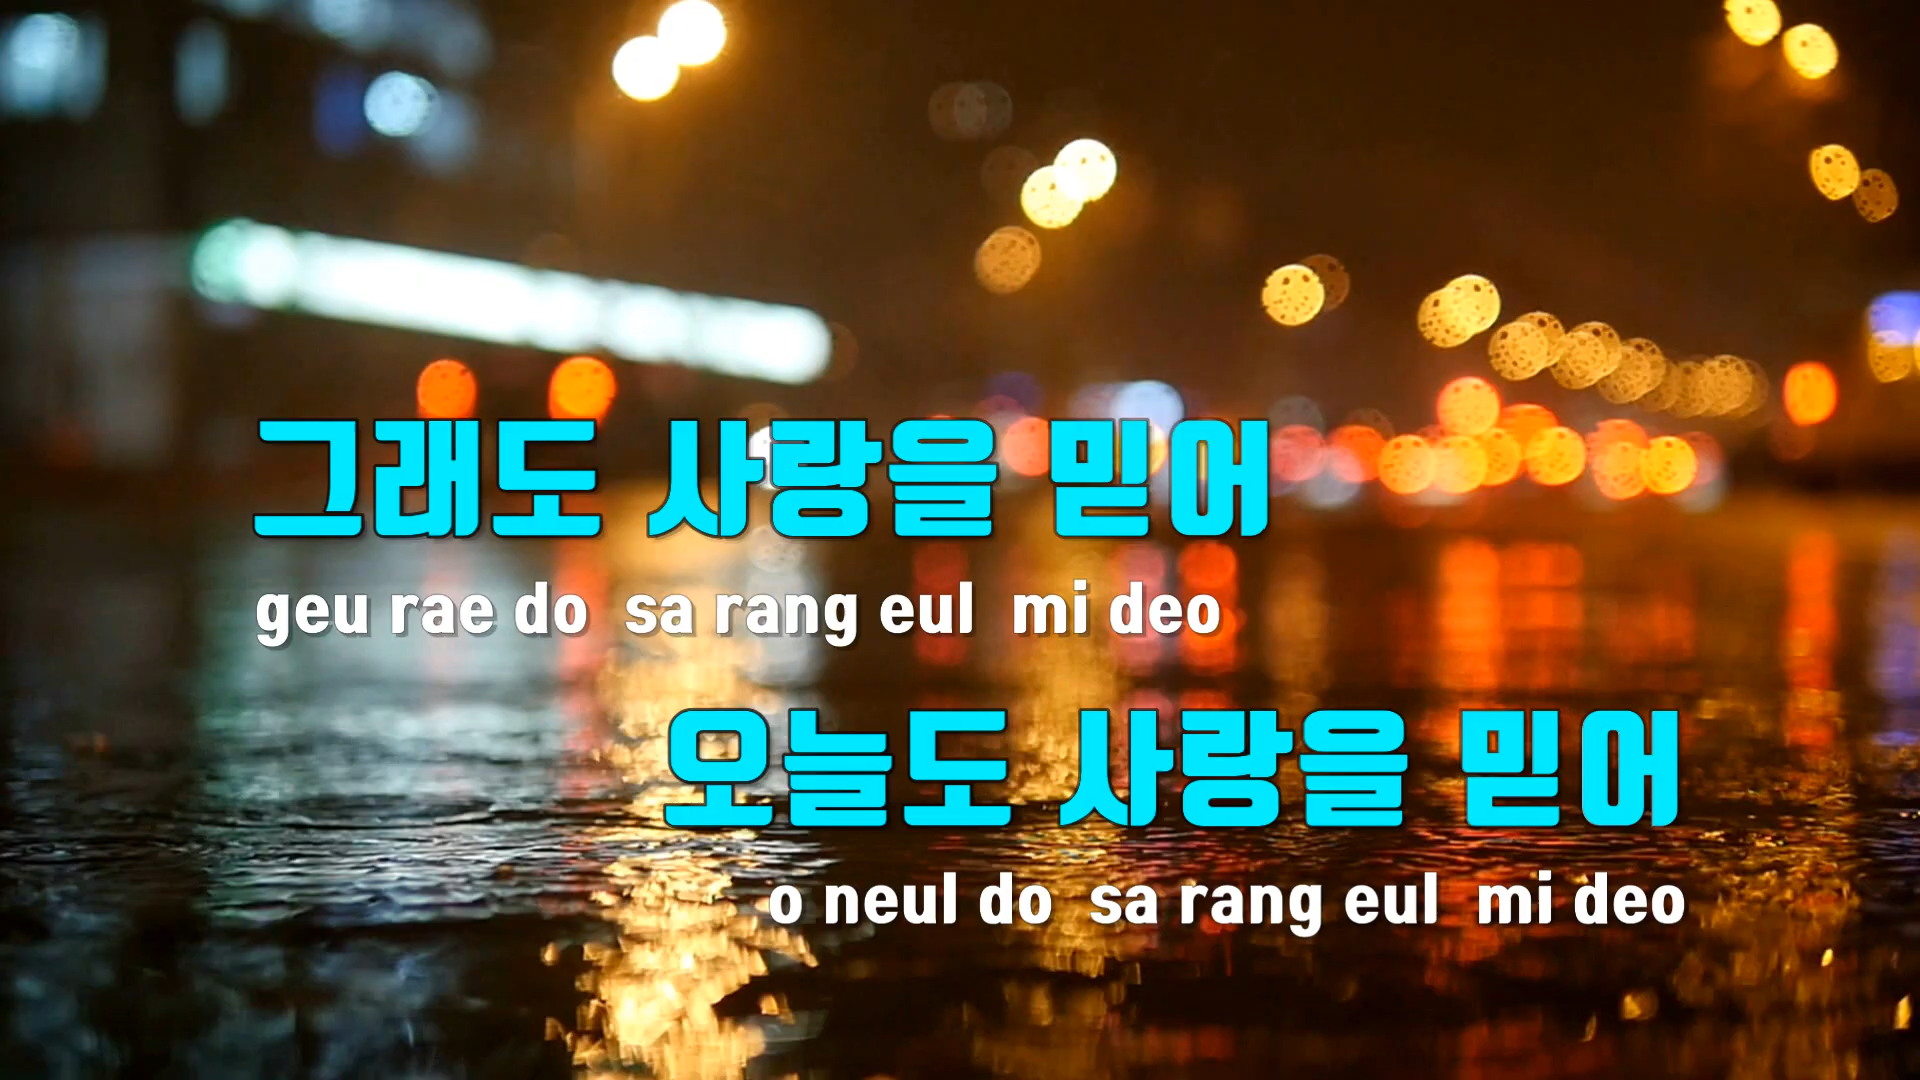 그래도 사랑을 믿어
geu rae do sa rang eul mi deo
오늘도 사랑을 믿어
o neul do sa rang eul mi deo